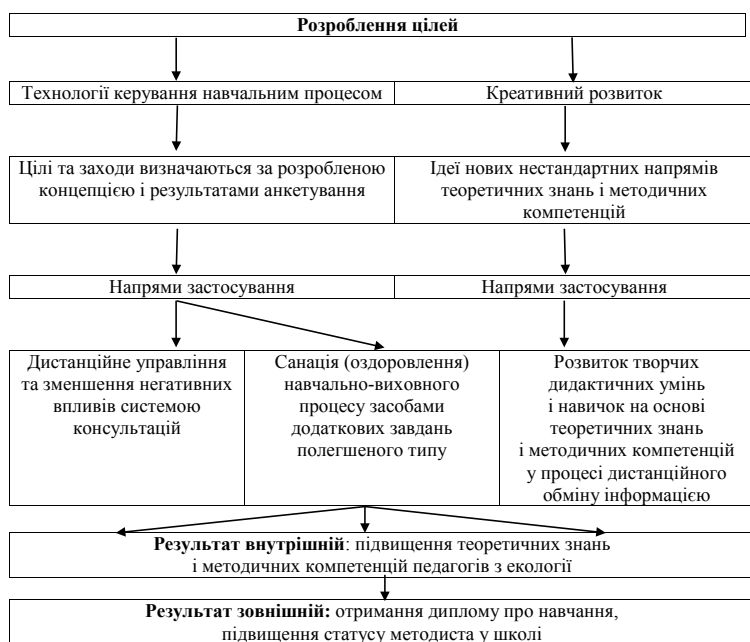 Розроблення цілей
Технології керування навчальним процесом
Креативний розвиток
Цілі та заходи визначаються за розробленою
концепцією і результатами анкетування
Ідеї нових нестандартних напрямів
теоретичних знань і методичних
компетенцій
Напрями застосування
Напрями застосування
Дистанційне управління
та зменшення негативних
впливів системою
консультацій
Санація (оздоровлення)
навчально-виховного
процесу засобами
додаткових завдань
полегшеного типу
Розвиток творчих
дидактичних умінь
і навичок на основі
теоретичних знань
і методичних компетенцій
у процесі дистанційного
обміну інформацією
Результат внутрішній: підвищення теоретичних знань
і методичних компетенцій педагогів з екології
Результат зовнішній: отримання диплому про навчання,
підвищення статусу методиста у школі